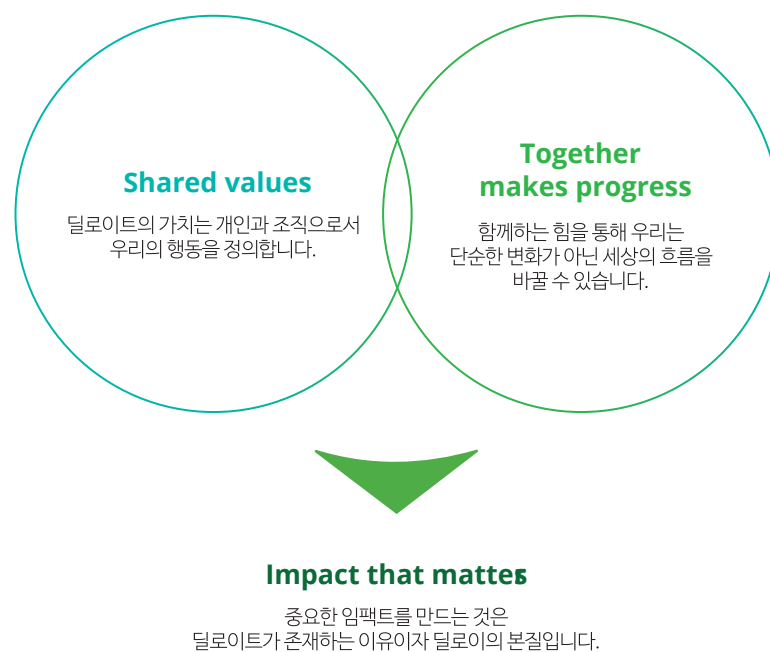 Shared values
딜로이트의 가치는 개인과 조직으로서
우리의 행동을 정의합니다.
Together
makes progress
함께하는 힘을 통해 우리는
단순한 변화가 아닌 세상의 흐름을
바꿀 수 있습니다.
Impact that mattes
중요한 임팩트를 만드는 것은
딜로이트가 존재하는 이유이자 딜로이의 본질입니다.